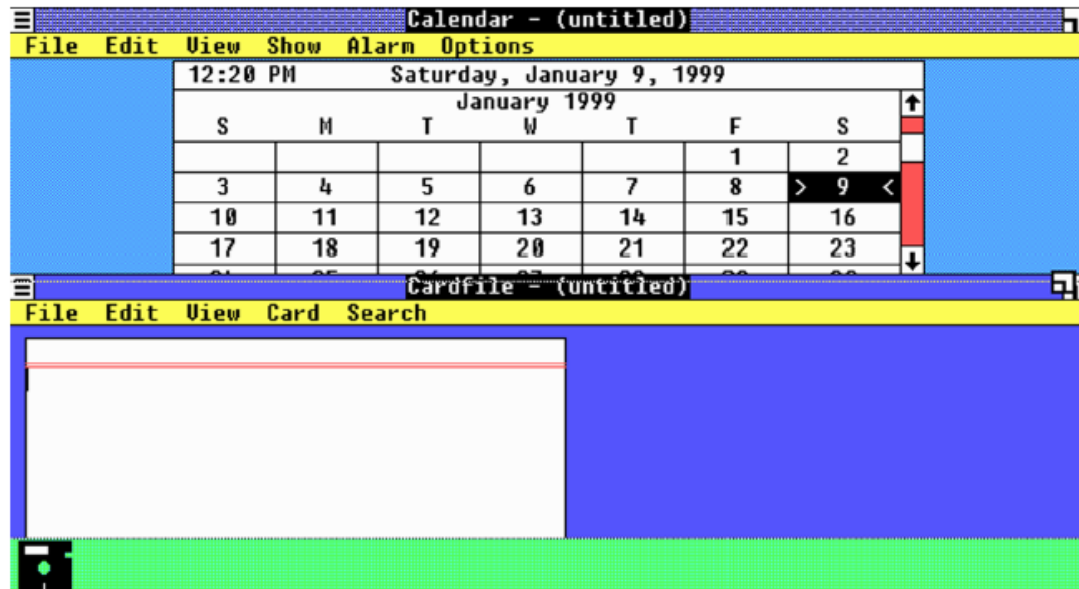 Calendar - (untitled)
File Edit View Show Alarm Options
12:20 PM Saturday, January 9, 1999
January 1999
S M T W T F S
1 2
3 4 5 6 7 8 > 9 <
10 11 12 13 14 15 16
17 18 19 20 21 22 23
Cardfile - (untitled)
File Edit View Card Search